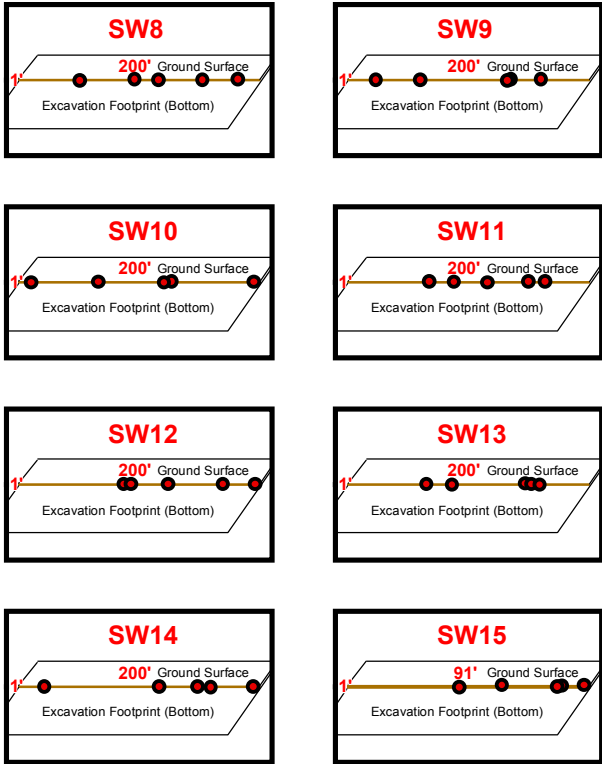 SW8
200' Ground Surface
1'
Excavation Footprint (Bottom)
SW9
200' Ground Surface
1'
Excavation Footprint (Bottom)
SW10
200' Ground Surface
1'
Excavation Footprint (Bottom)
SW11
200' Ground Surface
1'
Excavation Footprint (Bottom)
SW12
200' Ground Surface
1'
Excavation Footprint (Bottom)
SW13
200' Ground Surface
1'
Excavation Footprint (Bottom)
SW14
200' Ground Surface
1'
Excavation Footprint (Bottom)
SW15
91' Ground Surface
1'
Excavation Footprint (Bottom)